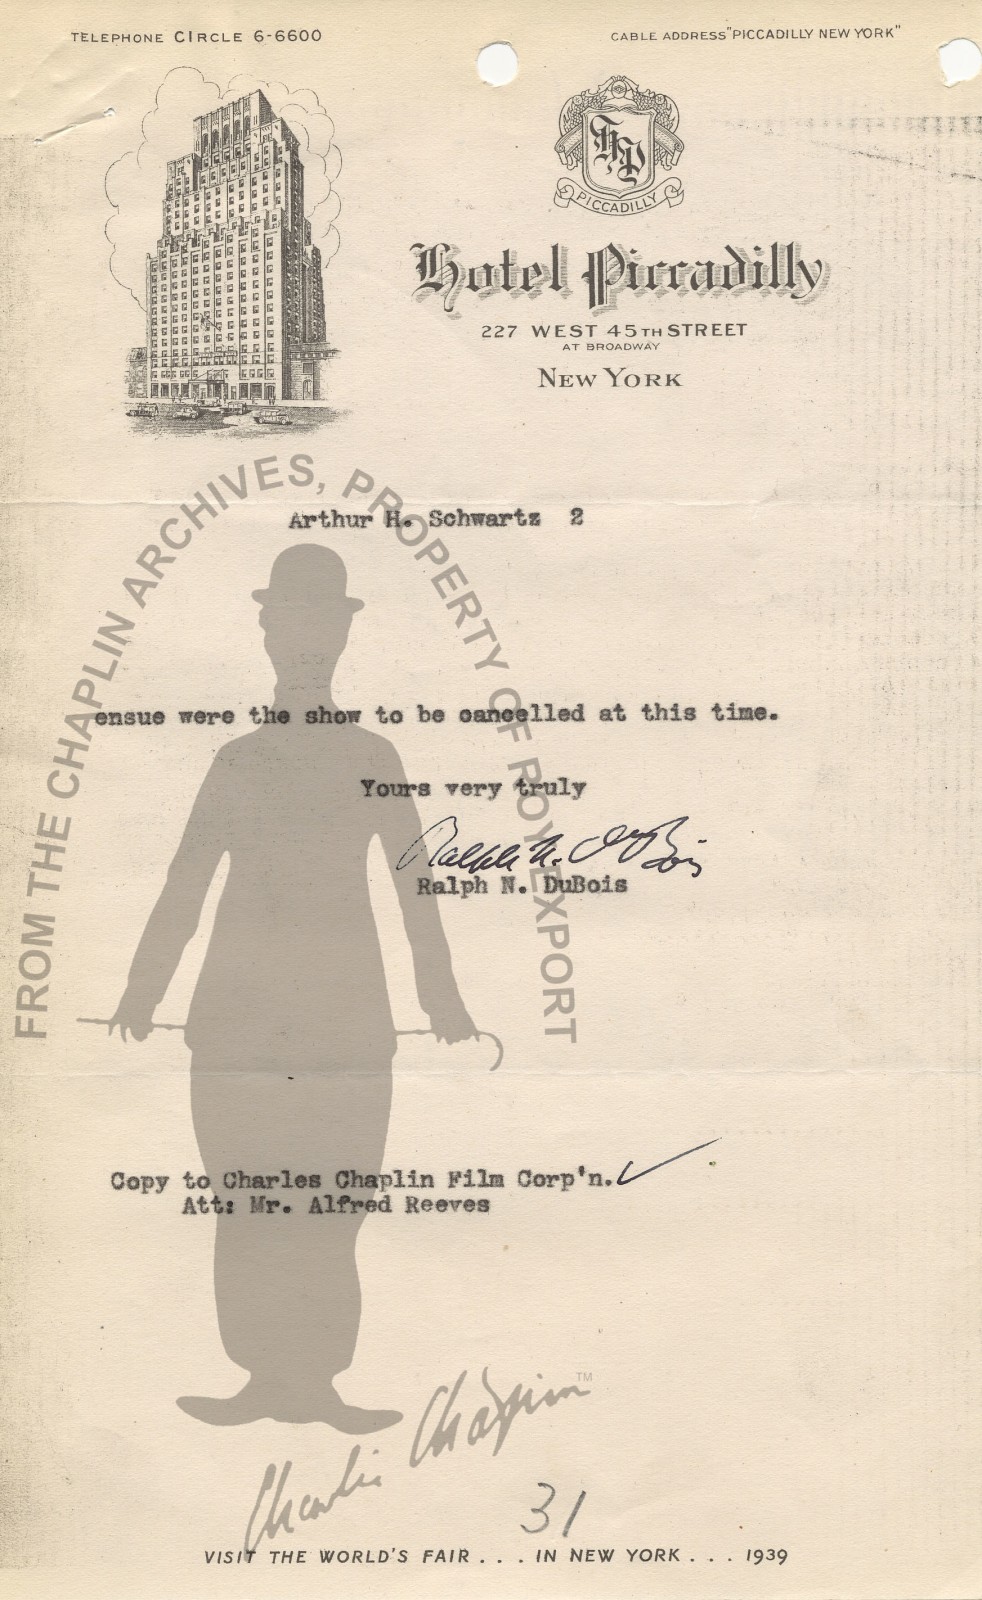 TELEPHONE CIRCLE 6-6600
CABLE ADDRESS "PICCADILLY NEW YORK"
HP
PICCADILLY
Hotel Piccadilly
227 WEST 45TH STREET
AT BROADWAY
NEW YORK
FROM THE CHAPLIN ARCHIVES, PROPERTY OF ROY EXPORT
Arthur H. Schwartz 2
ensue were the show to be cancelled at this time.
Yours very truly
Ralph N. DuBois
Ralph N. DuBois
Copy to Charles Chaplin Film Corp'n.
Att: Mr. Alfred Reeves
Charlie Chaplin TM
31
VISIT THE WORLD'S FAIR . . . IN NEW YORK . . . 1939